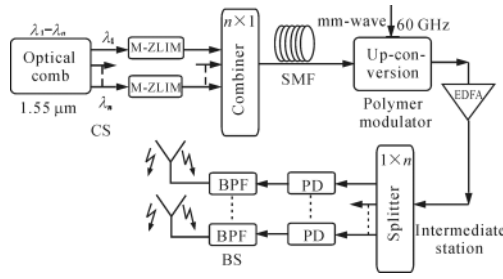 λ₁–λₙ
Optical
comb
1.55 μm
CS
λ₁
M-ZLIM
M-ZLIM
λₙ
n×1
Combiner
SMF
mm-wave
60 GHz
Up-con-
version
Polymer
modulator
EDFA
1×n
Splitter
Intermediate
station
PD
PD
BPF
BPF
BS